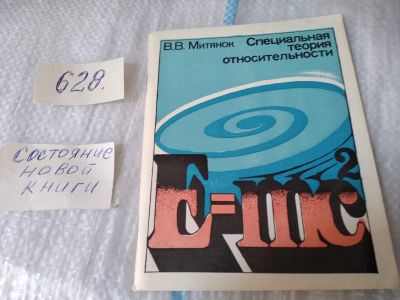 В.В. Митянок Специальная
теория
относительности
E=mc²
628.
Состояние
новой
книги